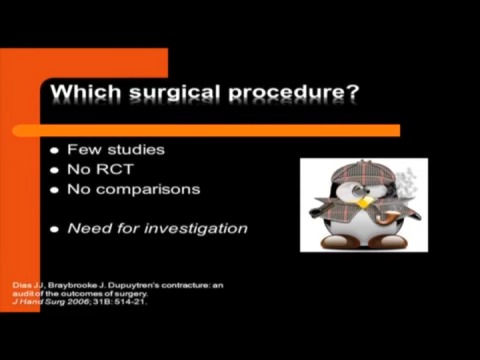 Which surgical procedure?
Few studies
No RCT
No comparisons
Need for investigation
Dias JJ, Braybrooke J. Dupuytren's contracture: an
audit of the outcomes of surgery.
J Hand Surg 2006; 31B: 514-21.